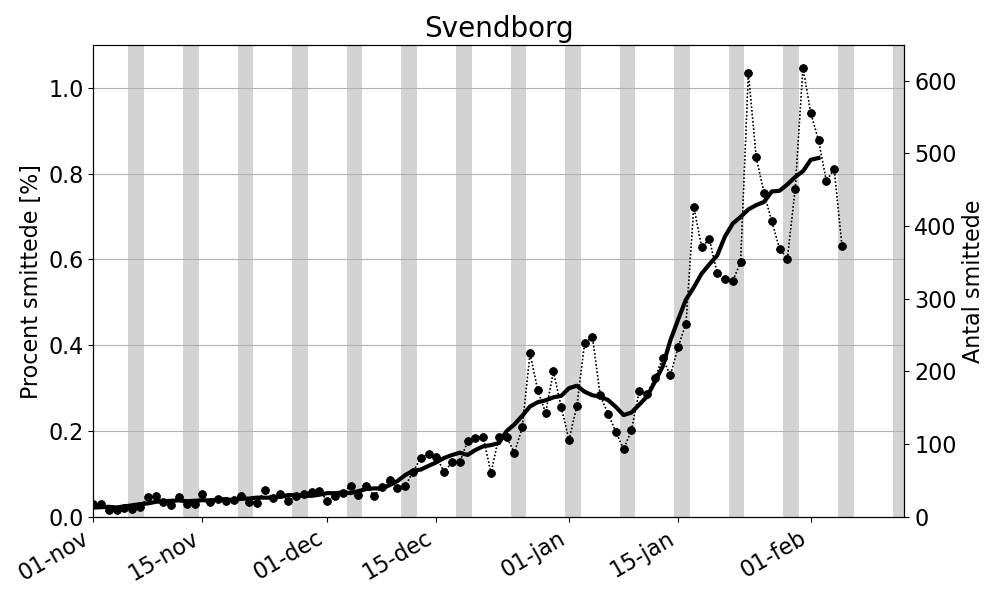 Svendborg
Procent smittede [%]
1.0
0.8
0.6
0.4
0.2
0.0
600
500
400
300
200
100
0
Antal smittede
01-nov
15-nov
01-dec
15-dec
01-jan
15-jan
01-feb